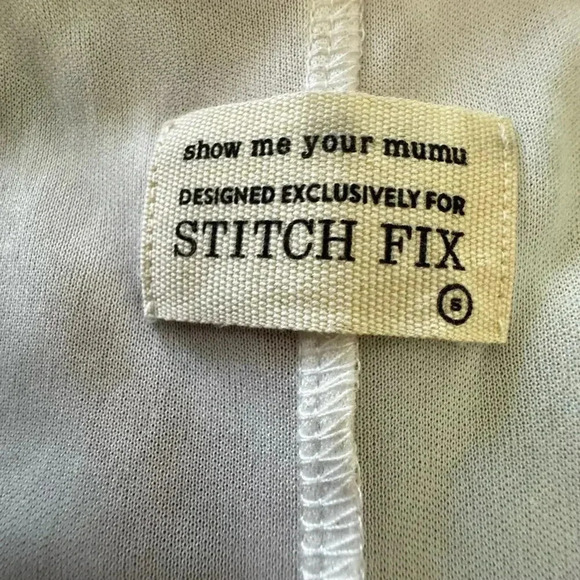 show me your mumu
DESIGNED EXCLUSIVELY FOR
STITCH FIX
S